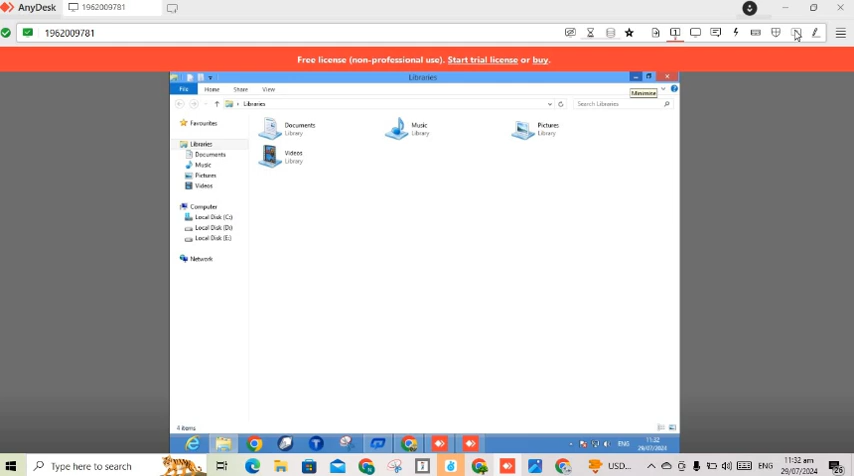 AnyDesk 1962009781
1962009781
Free license (non-professional use). Start trial license or buy.
Libraries
File Home Share View
Minimize
Libraries
Search Libraries
Favourites
Libraries
Documents
Music
Pictures
Videos
Computer
Local Disk (C:)
Local Disk (D:)
Local Disk (E:)
Network
Documents
Library
Music
Library
Pictures
Library
Videos
Library
4 items
ENG
11:32
29/07/2024
Type here to search
USD...
ENG
11:32 am
29/07/2024